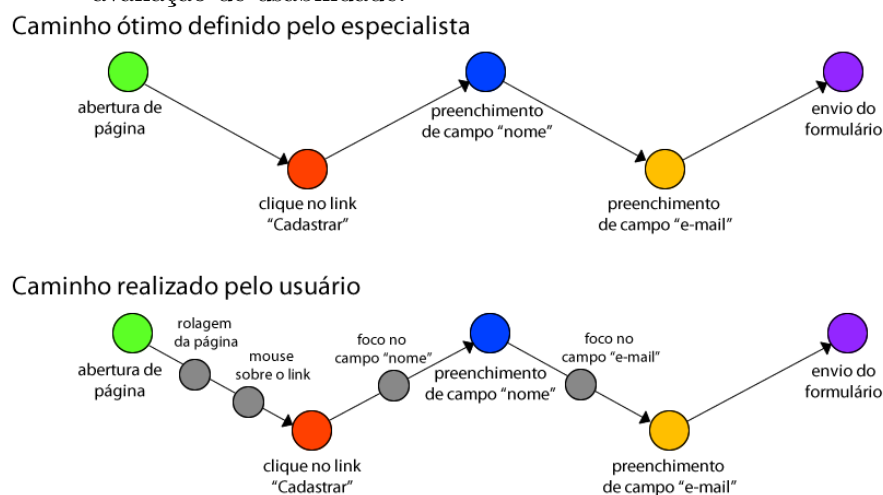 avaliação de usabilidade.
Caminho ótimo definido pelo especialista
abertura de
página
clique no link
“Cadastrar”
preenchimento
de campo “nome”
preenchimento
de campo “e-mail”
envio do
formulário
Caminho realizado pelo usuário
abertura de
página
rolagem
da página
mouse
sobre o link
clique no link
“Cadastrar”
foco no
campo “nome”
preenchimento
de campo “nome”
foco no
campo “e-mail”
preenchimento
de campo “e-mail”
envio do
formulário